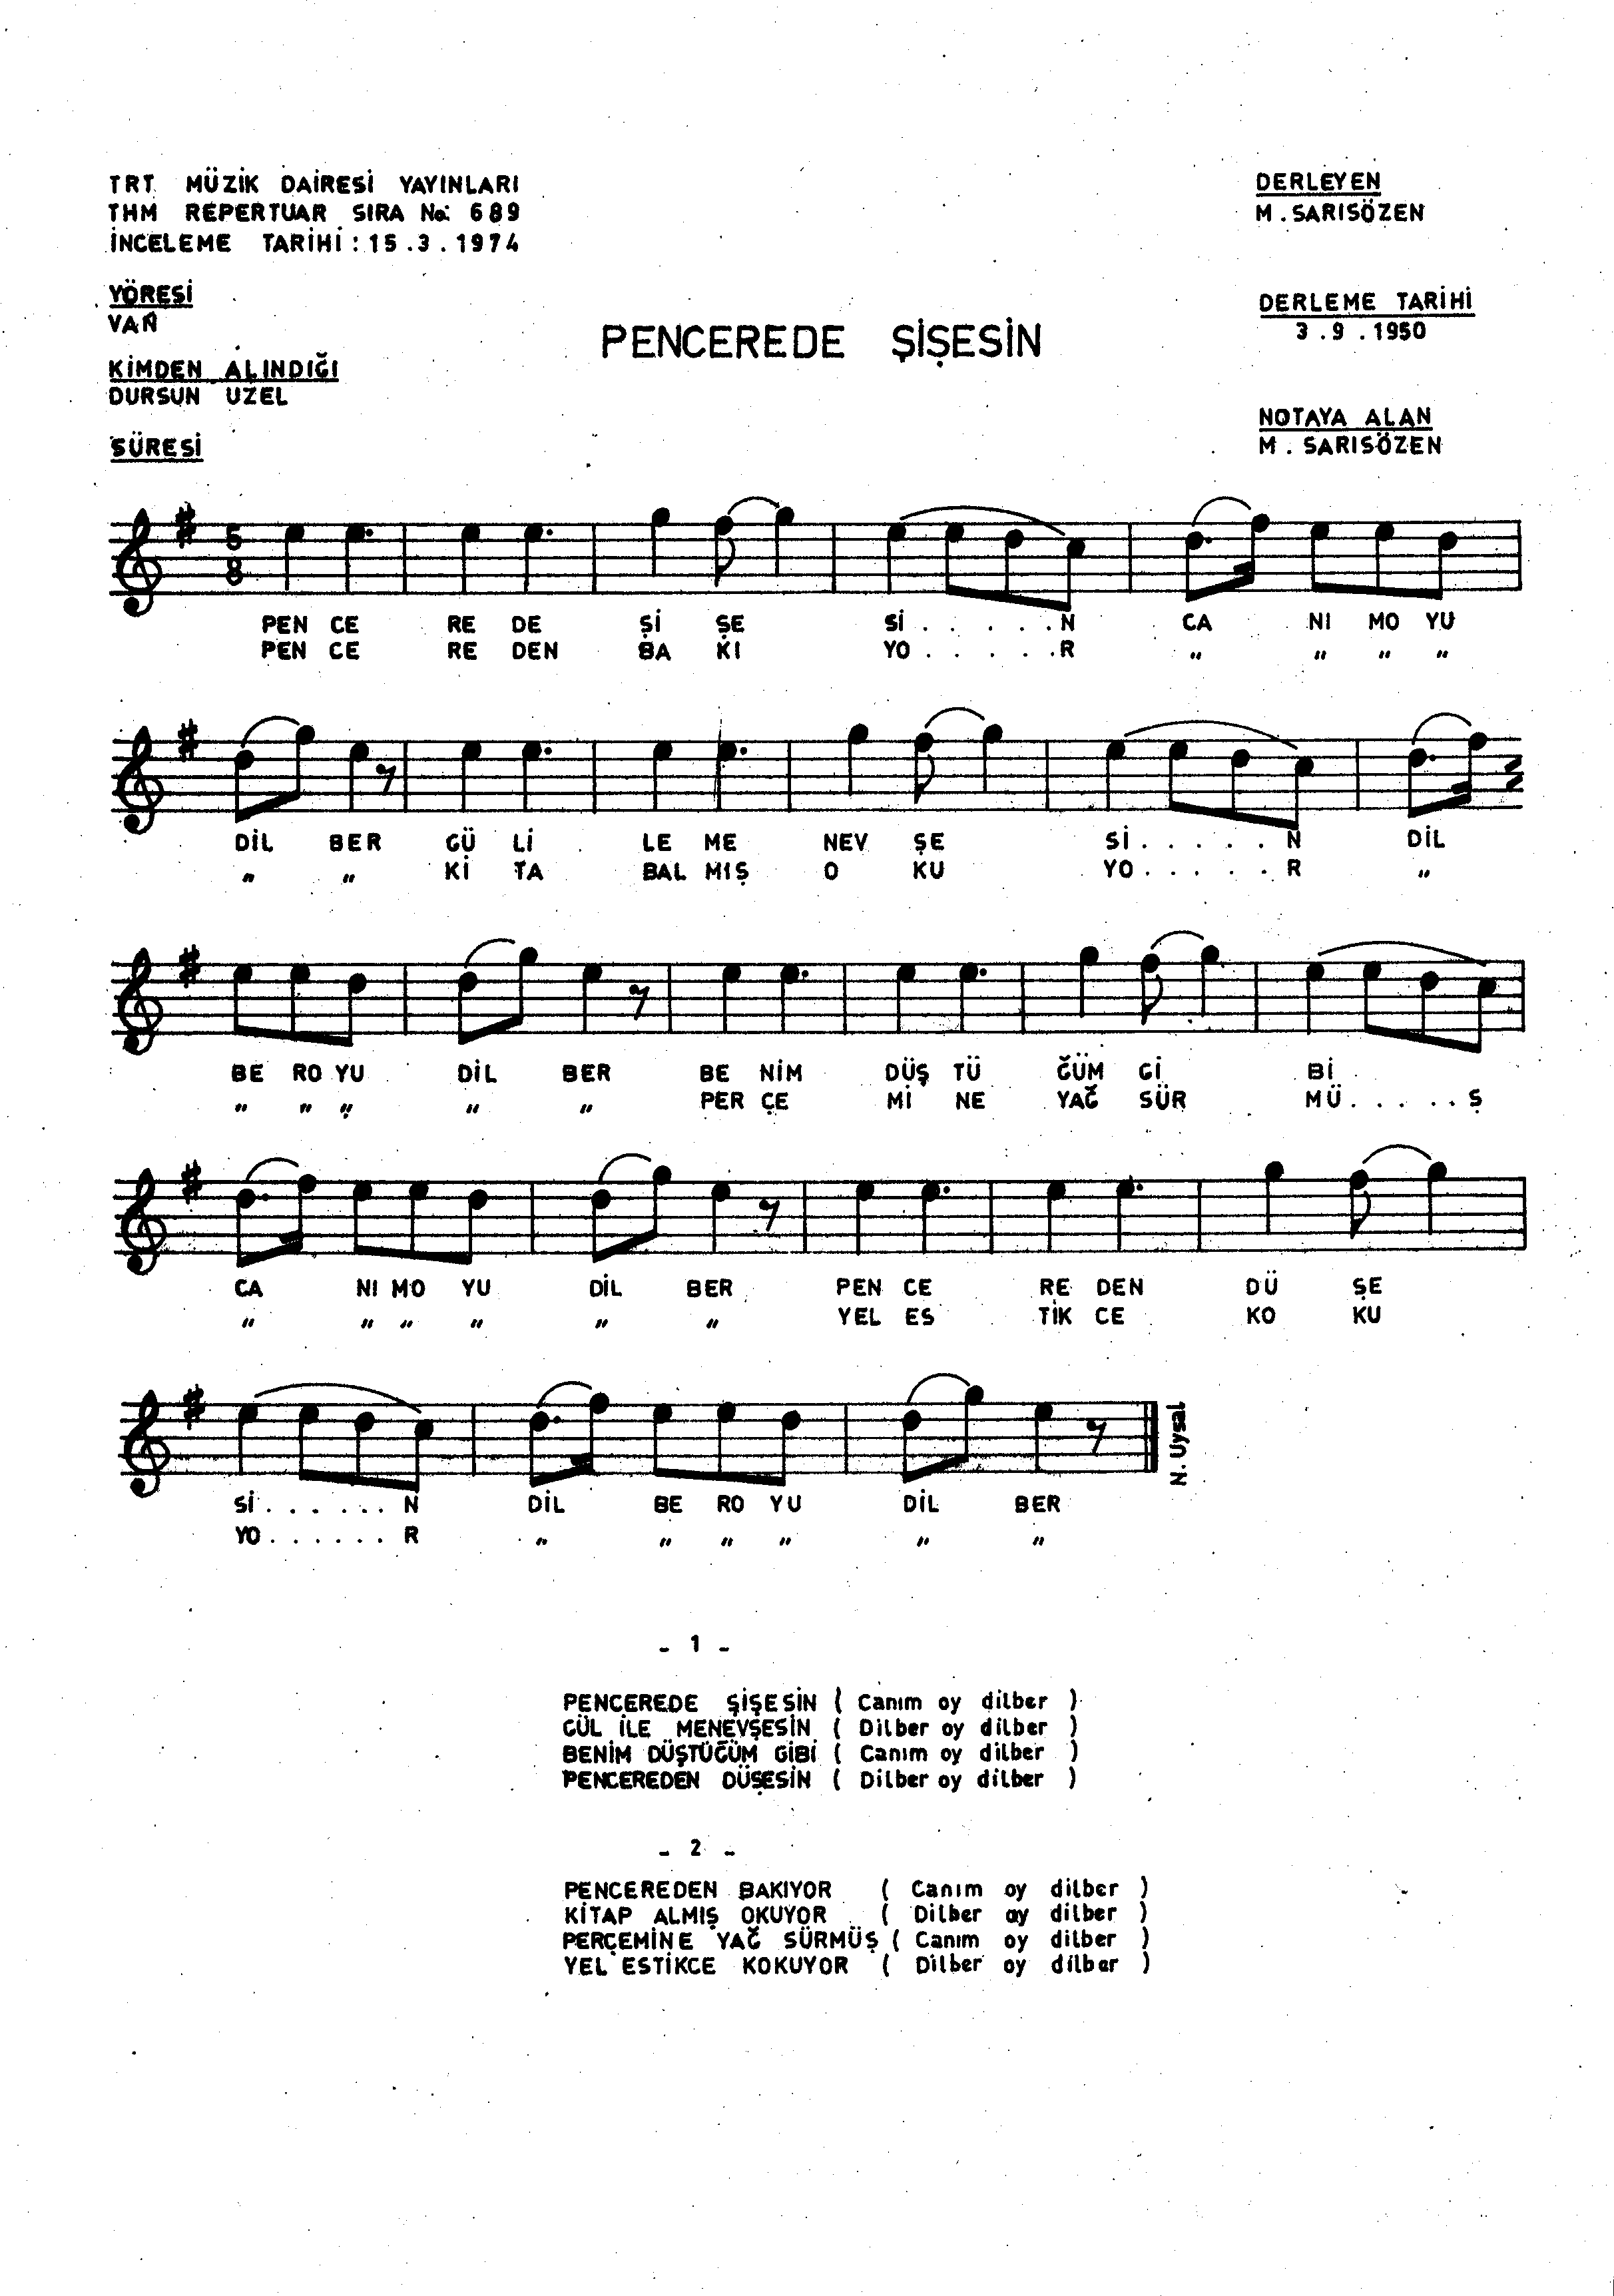 TRT MÜZİK DAİRESİ YAYINLARI
THM REPERTUAR SIRA No: 689
İNCELEME TARİHİ : 15.3.1974
DERLEYEN
M. SARISÖZEN
YÖRESİ
VAN
DERLEME TARİHİ
3.9.1950
PENCEREDE ŞİŞESİN
KİMDEN ALINDIĞI
DURSUN UZEL
NOTAYA ALAN
M. SARISÖZEN
SÜRESİ
5
8
PEN CE RE DE Şİ ŞE Sİ . . . . . N CA NI MO YU
PEN CE RE DEN BA KI YO . . . . . R " " " "
DİL BER GÜ Lİ LE ME NEV ŞE Sİ . . . . . N DİL
" " Kİ TA BAL MIŞ O KU YO . . . . . R "
BE RO YU DİL BER BE NİM DÜŞ TÜ ĞÜM Gİ Bİ
" " " " " PER ÇE Mİ NE YAĞ SÜR MÜ . . . . . Ş
CA NI MO YU DİL BER PEN CE RE DEN DÜ ŞE
" " " " " " YEL ES TİK CE KO KU
Sİ . . . . . . N DİL BE RO YU DİL BER
YO . . . . . . R " " " " " "
N. Uysal
- 1 -
PENCEREDE ŞİŞESİN ( Canım oy dilber )
GÜL İLE MENEVŞESİN ( Dilber oy dilber )
BENİM DÜŞTÜĞÜM GİBİ ( Canım oy dilber )
PENCEREDEN DÜŞESİN ( Dilber oy dilber )
- 2 -
PENCEREDEN BAKIYOR ( Canım oy dilber )
KİTAP ALMIŞ OKUYOR ( Dilber oy dilber )
PERÇEMİNE YAĞ SÜRMÜŞ ( Canım oy dilber )
YEL ESTİKCE KOKUYOR ( Dilber oy dilber )